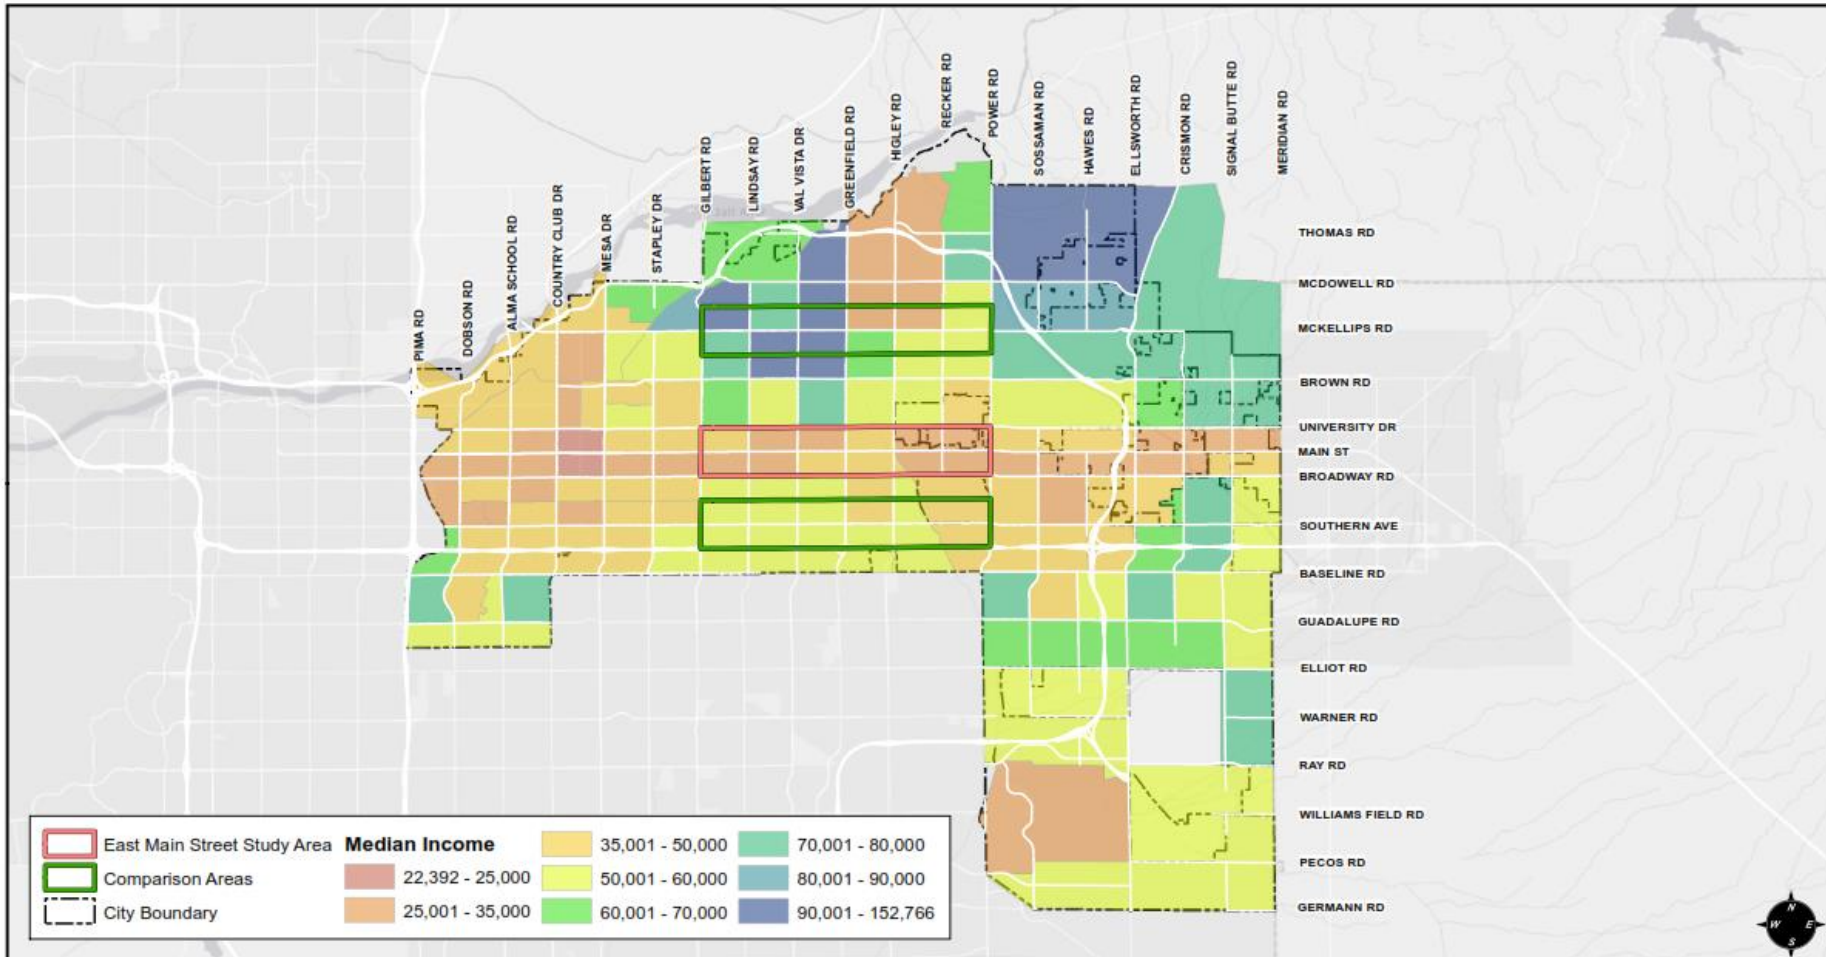 PIMA RD
DOBSON RD
ALMA SCHOOL RD
COUNTRY CLUB DR
MESA DR
STAPLEY DR
GILBERT RD
LINDSAY RD
VAL VISTA DR
GREENFIELD RD
HIGLEY RD
RECKER RD
POWER RD
SOSSAMAN RD
HAWES RD
ELLSWORTH RD
CRISMON RD
SIGNAL BUTTE RD
MERIDIAN RD
THOMAS RD
MCDOWELL RD
MCKELLIPS RD
BROWN RD
UNIVERSITY DR
MAIN ST
BROADWAY RD
SOUTHERN AVE
BASELINE RD
GUADALUPE RD
ELLIOT RD
WARNER RD
RAY RD
WILLIAMS FIELD RD
PECOS RD
GERMANN RD
East Main Street Study Area
Comparison Areas
City Boundary
Median Income
22,392 - 25,000
25,001 - 35,000
35,001 - 50,000
50,001 - 60,000
60,001 - 70,000
70,001 - 80,000
80,001 - 90,000
90,001 - 152,766
N
W E
S